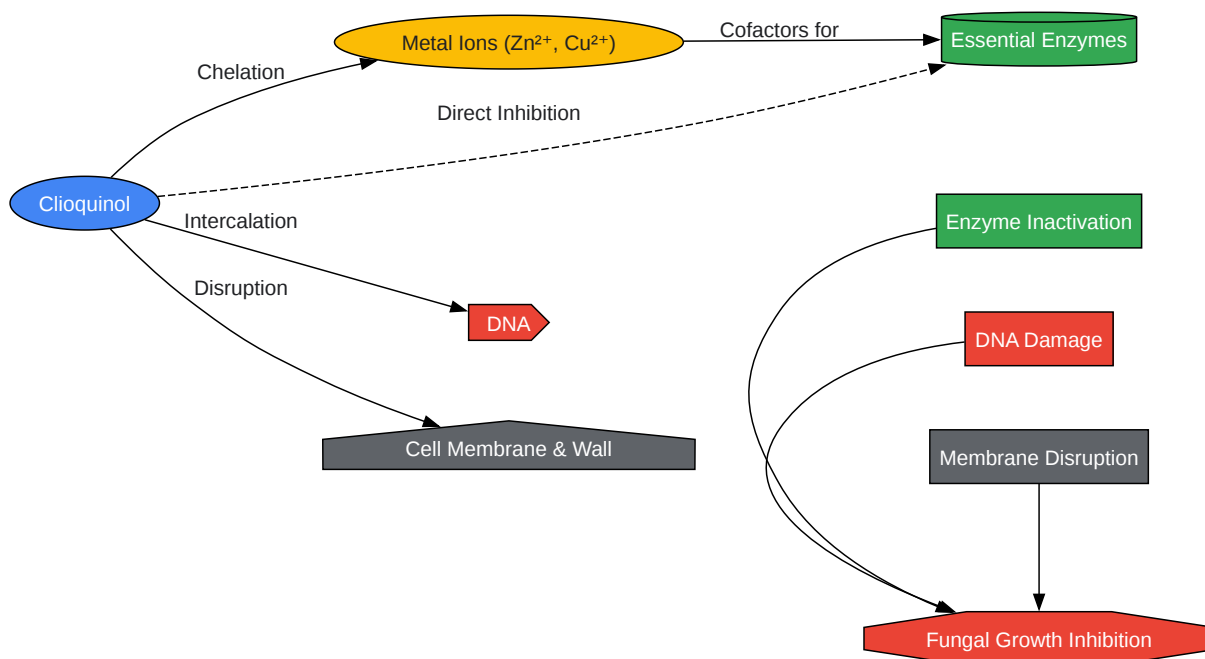 Metal Ions (Zn²⁺, Cu²⁺)
Cofactors for
Essential Enzymes
Chelation
Direct Inhibition
Clioquinol
Intercalation
Enzyme Inactivation
Disruption
DNA
DNA Damage
Cell Membrane & Wall
Membrane Disruption
Fungal Growth Inhibition